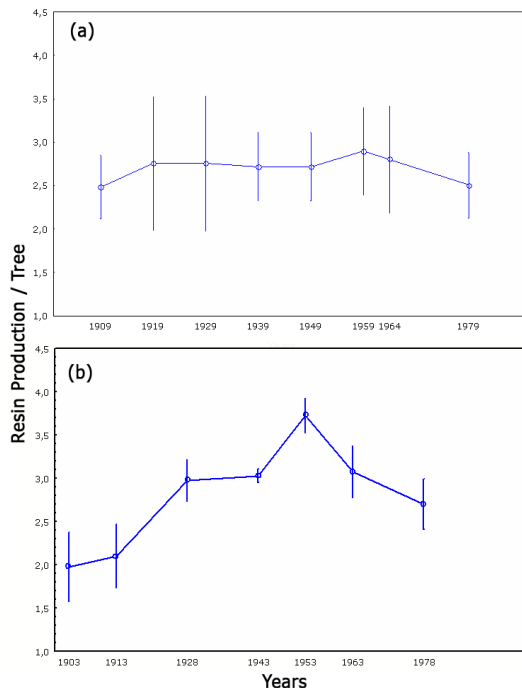 4,5
(a)
4,0
3,5
3,0
2,5
2,0
1,5
1,0
1909 1919 1929 1939 1949 1959 1964 1979
Resin Production / Tree
4,5
(b)
4,0
3,5
3,0
2,5
2,0
1,5
1,0
1903 1913 1928 1943 1953 1963 1978
Years